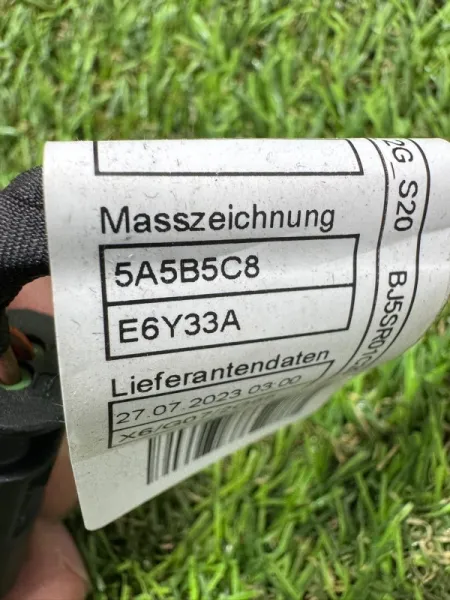 Masszeichnung
5A5B5C8
E6Y33A
Lieferantendaten
27.07.2023 03:00
2G_S20